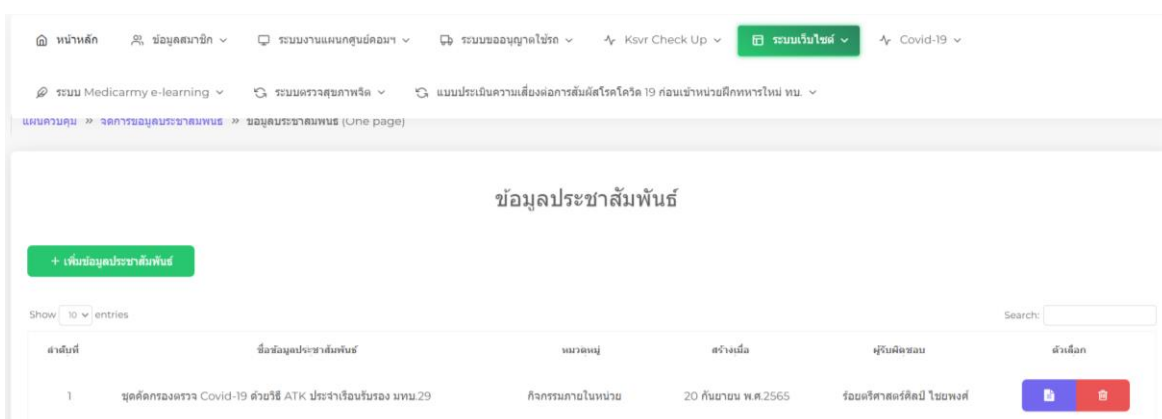 หน้าหลัก ข้อมูลสมาชิก ระบบงานแผนกศูนย์คอมฯ ระบบขออนุญาตใช้รถ Ksvr Check Up ระบบเว็บไซต์ Covid-19
ระบบ Medicarmy e-learning ระบบตรวจสุขภาพจิต แบบประเมินความเสี่ยงต่อการสัมผัสโรคโควิด 19 ก่อนเข้าหน่วยฝึกทหารใหม่ ทบ.
แผนควบคุม » จัดการข้อมูลประชาสัมพันธ์ » ข้อมูลประชาสัมพันธ์ (One page)
ข้อมูลประชาสัมพันธ์
+ เพิ่มข้อมูลประชาสัมพันธ์
Show 10 entries Search:
ลำดับที่ ชื่อข้อมูลประชาสัมพันธ์ หมวดหมู่ สร้างเมื่อ ผู้รับผิดชอบ ตัวเลือก
1 ชุดคัดกรองตรวจ Covid-19 ด้วยวิธี ATK ประจำเรือนรับรอง มทบ.29 กิจกรรมภายในหน่วย 20 กันยายน พ.ศ.2565 ร้อยตรีศาสตร์ศิลป์ ไชยพงศ์